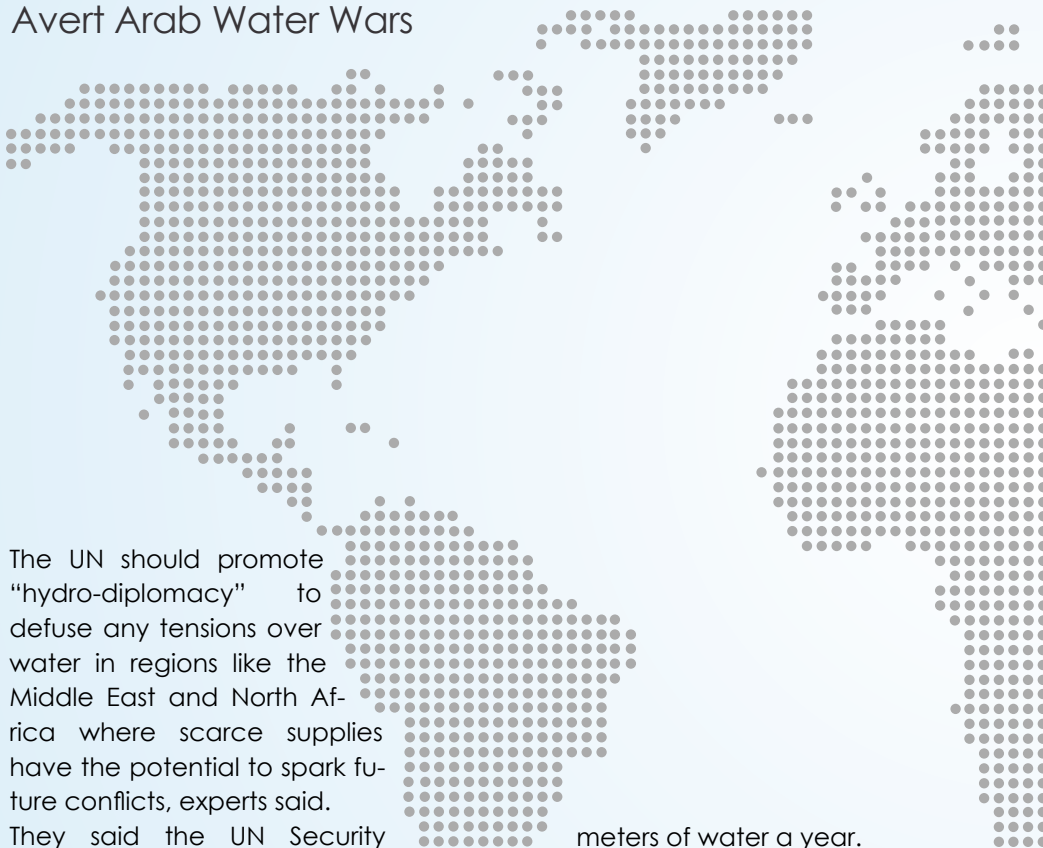 Avert Arab Water Wars
The UN should promote
“hydro-diplomacy” to
defuse any tensions over
water in regions like the
Middle East and North Af-
rica where scarce supplies
have the potential to spark fu-
ture conflicts, experts said.
They said the UN Security
meters of water a year.